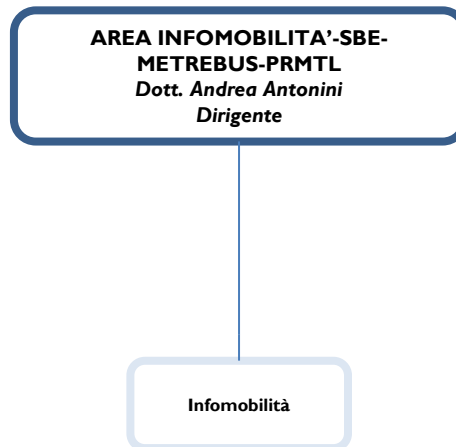 AREA INFOMOBILITA’-SBE-
METREBUS-PRMTL
Dott. Andrea Antonini
Dirigente
Infomobilità